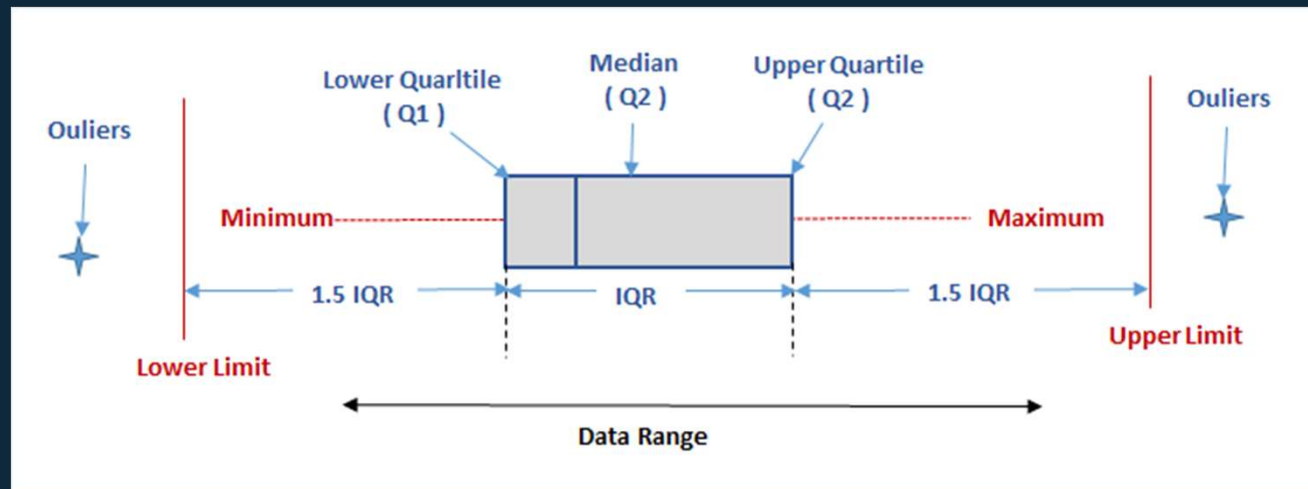 Lower Quarltile
( Q1 )
Median
( Q2 )
Upper Quartile
( Q2 )
Ouliers
Ouliers
Minimum
Maximum
1.5 IQR
IQR
1.5 IQR
Lower Limit
Upper Limit
Data Range